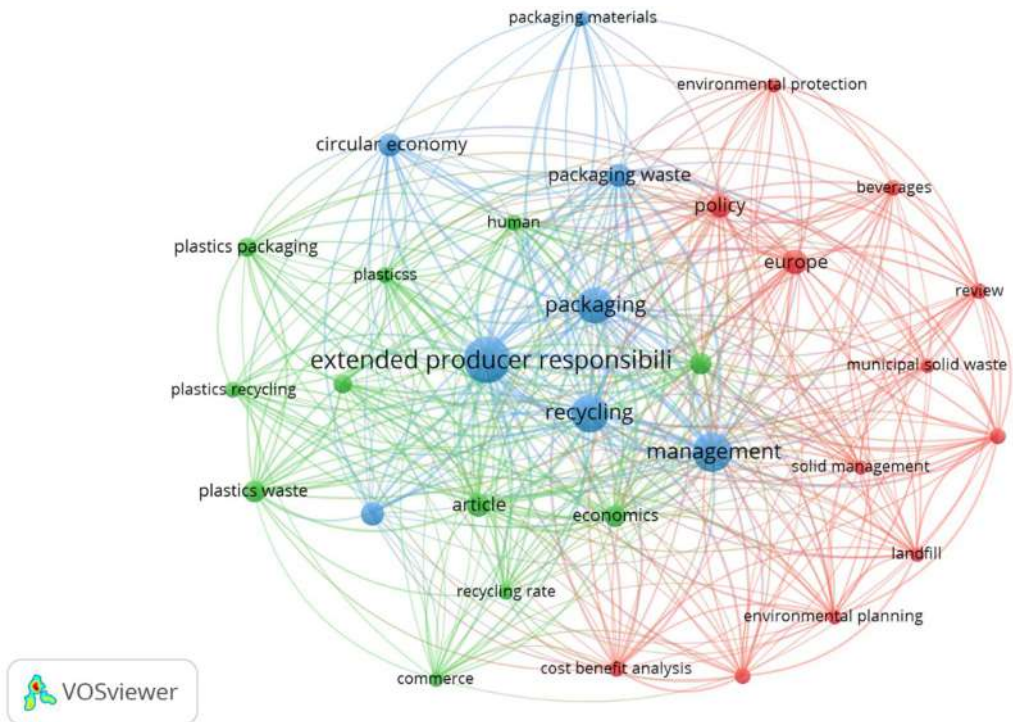 packaging materials
environmental protection
circular economy
packaging waste
beverages
policy
human
plastics packaging
europe
plasticss
review
packaging
extended producer responsibili
municipal solid waste
plastics recycling
recycling
management
solid management
plastics waste
article
economics
landfill
recycling rate
environmental planning
cost benefit analysis
commerce
VOSviewer